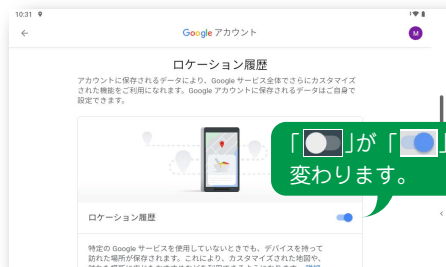 10:31
Google アカウント
M
ロケーション履歴
アカウントに保存されるデータにより、Google サービス全体でさらにカスタマイズ
された機能をご利用になれます。Google アカウントに保存されるデータはご自身で
設定できます。
「 」が「 」
変わります。
ロケーション履歴
特定の Google サービスを使用していないときでも、デバイスを持って
訪れた場所が保存されます。これにより、カスタマイズされた地図や、